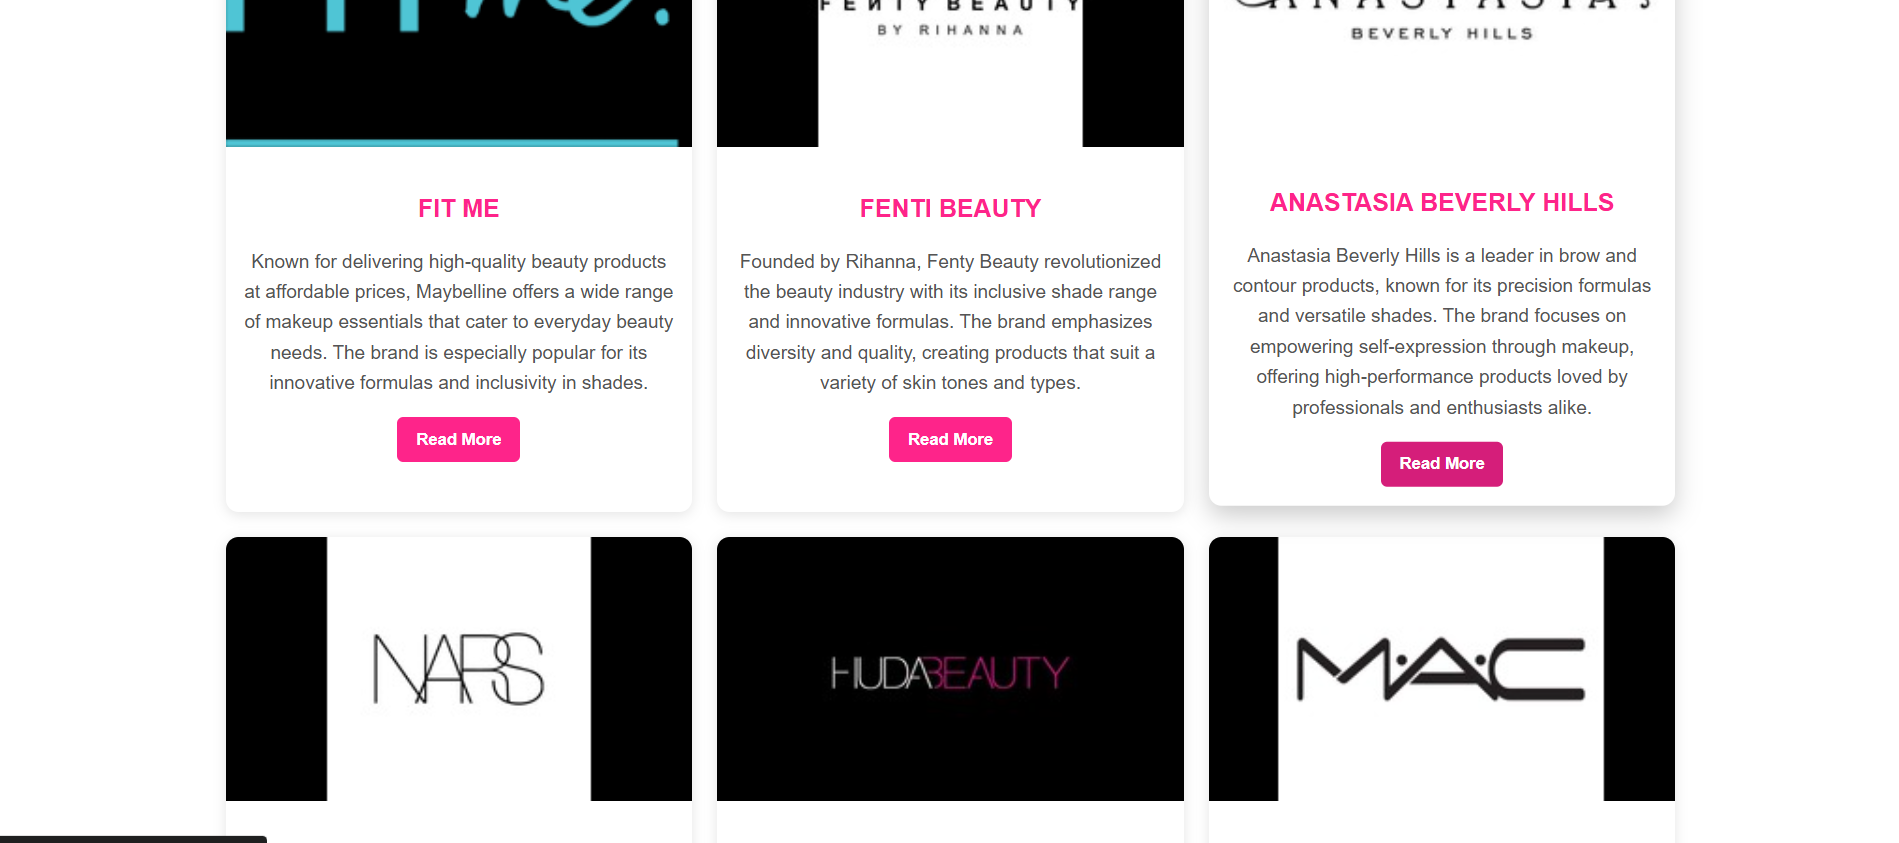 me.
FENTY BEAUTY
BY RIHANNA
ANASTASIA
BEVERLY HILLS
FIT ME
Known for delivering high-quality beauty products
at affordable prices, Maybelline offers a wide range
of makeup essentials that cater to everyday beauty
needs. The brand is especially popular for its
innovative formulas and inclusivity in shades.
Read More
FENTI BEAUTY
Founded by Rihanna, Fenty Beauty revolutionized
the beauty industry with its inclusive shade range
and innovative formulas. The brand emphasizes
diversity and quality, creating products that suit a
variety of skin tones and types.
Read More
ANASTASIA BEVERLY HILLS
Anastasia Beverly Hills is a leader in brow and
contour products, known for its precision formulas
and versatile shades. The brand focuses on
empowering self-expression through makeup,
offering high-performance products loved by
professionals and enthusiasts alike.
Read More
NARS
HUDABEAUTY
M·A·C